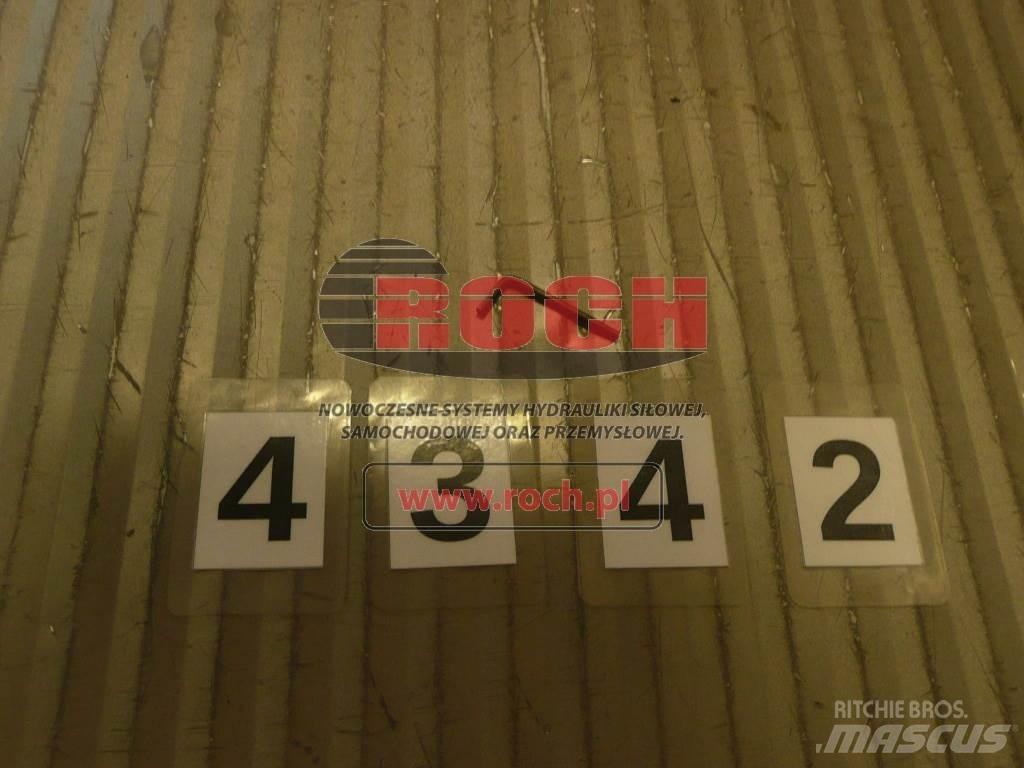 ROCH
NOWOCZESNE SYSTEMY HYDRAULIKI SIŁOWEJ,
SAMOCHODOWEJ ORAZ PRZEMYSŁOWEJ.
4 3 4 2
www.roch.pl
RITCHIE BROS.
MASCUS